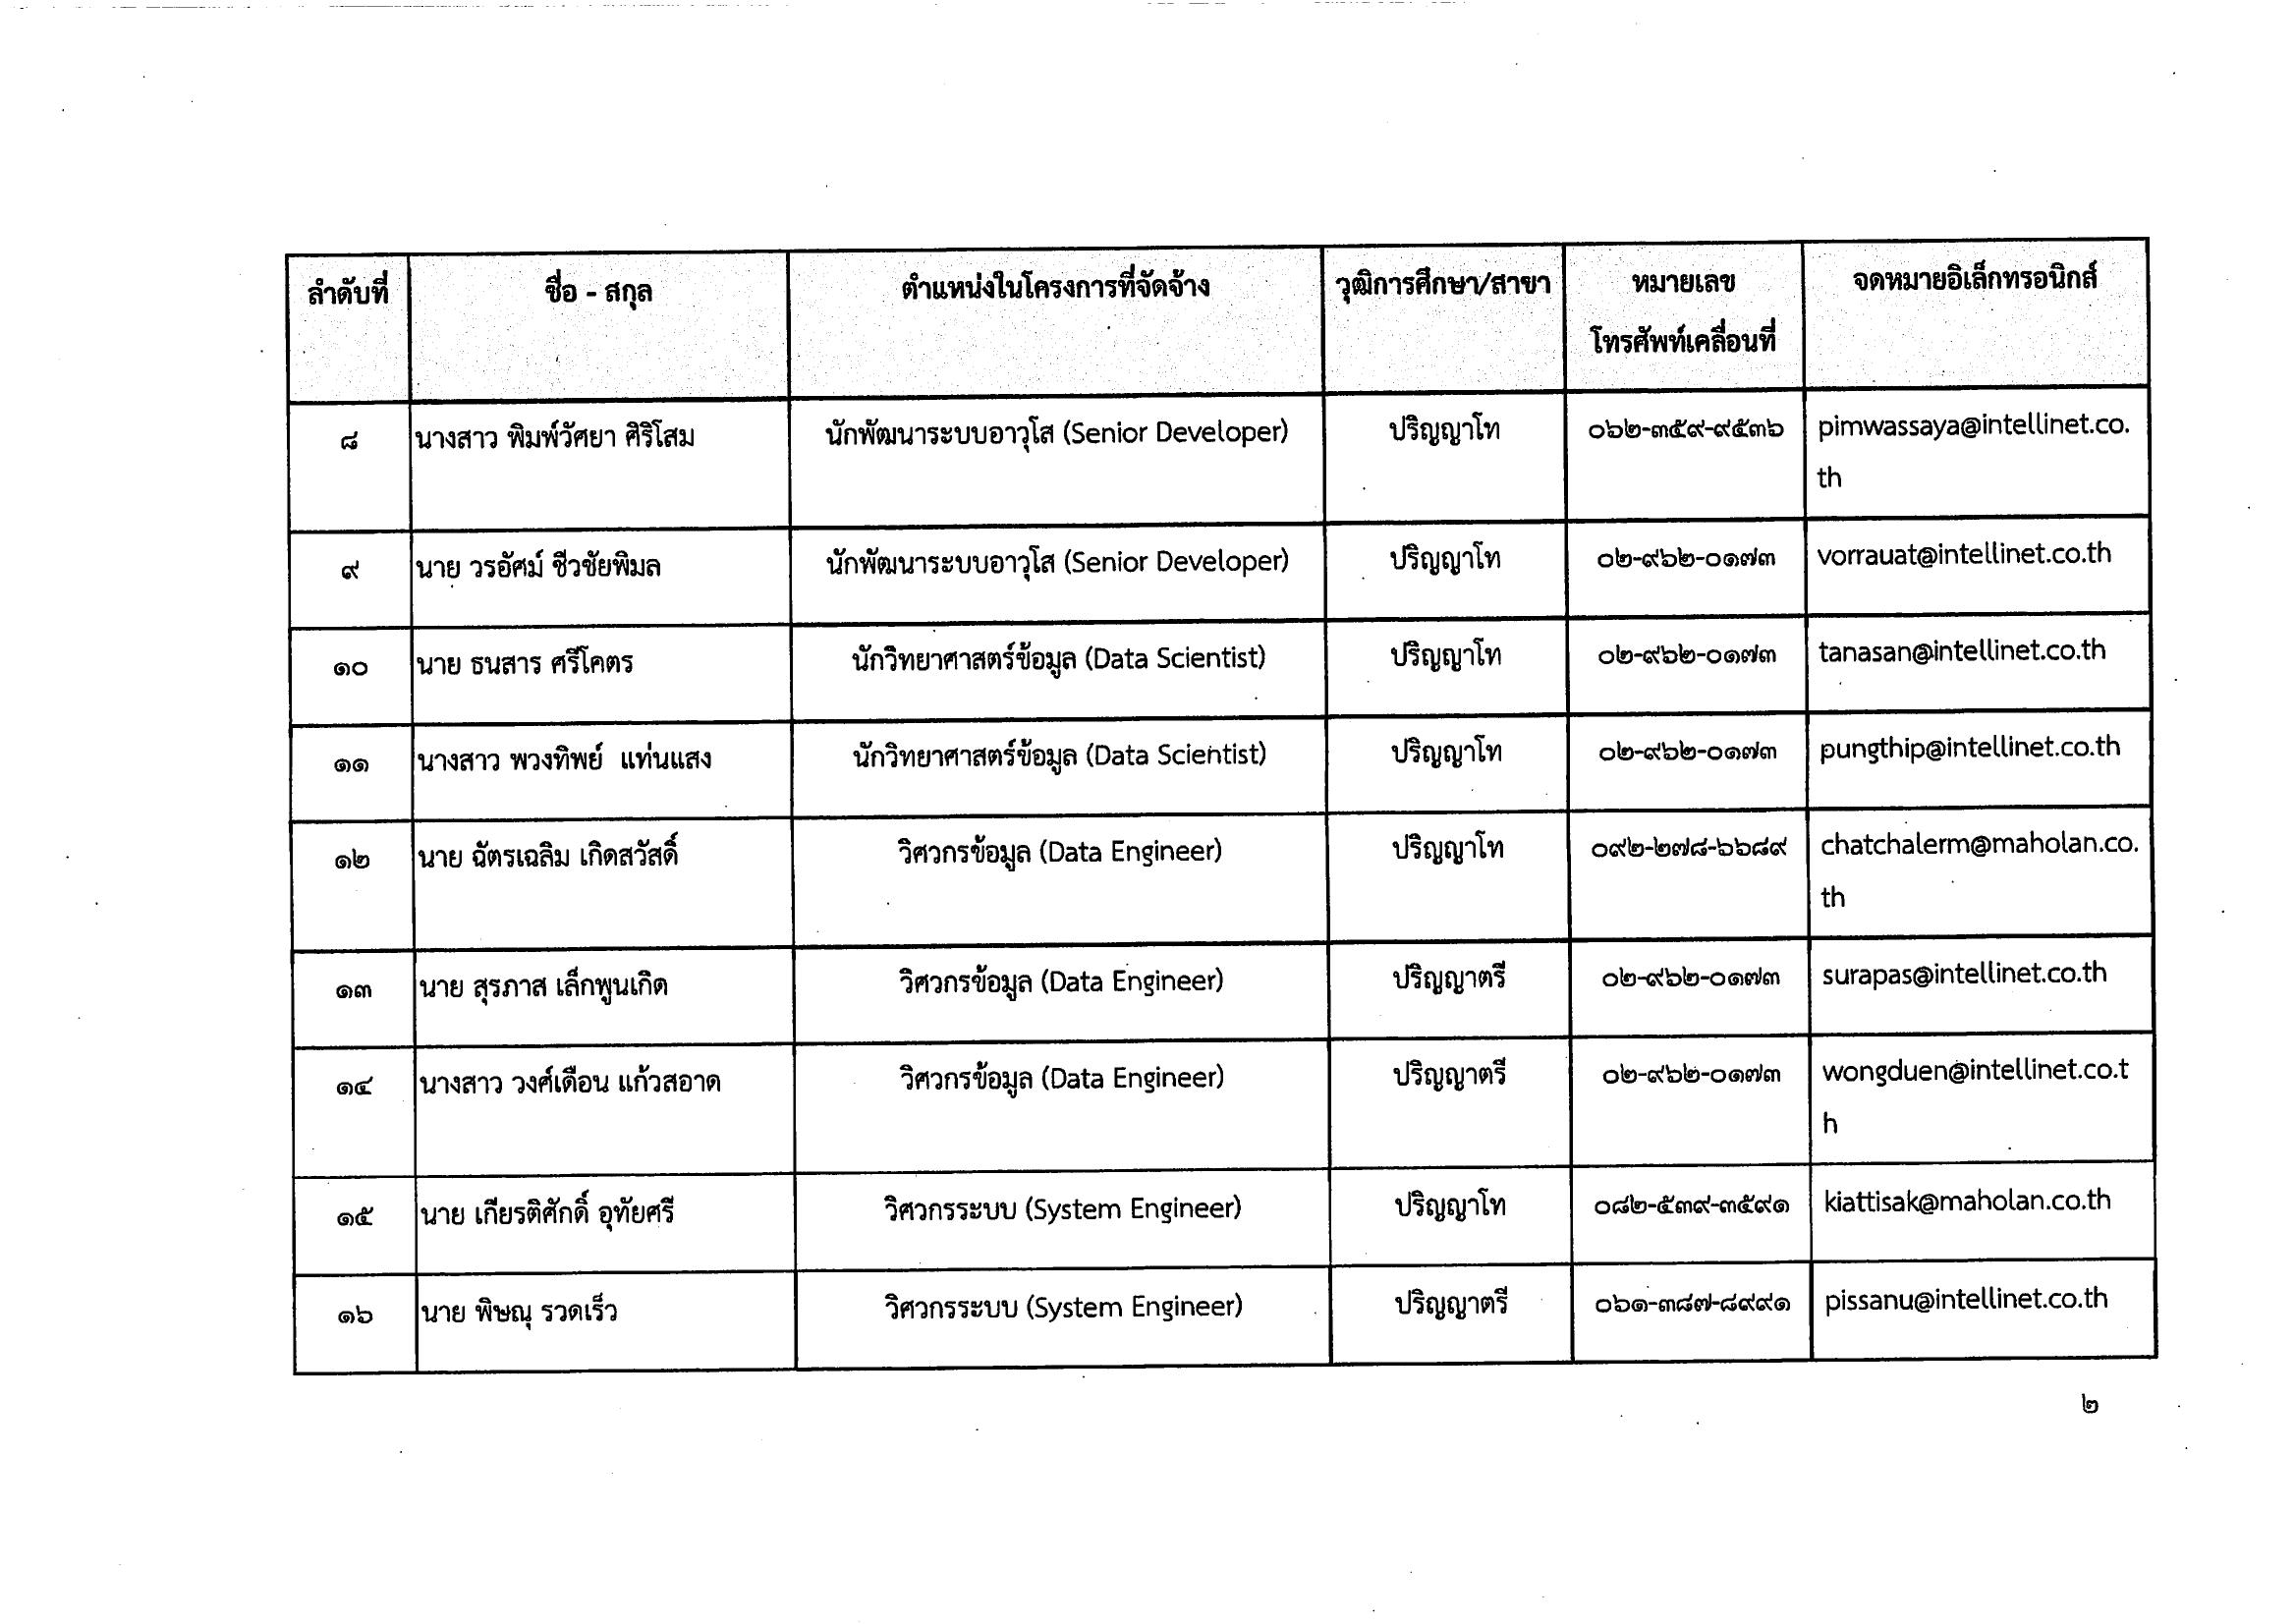 ลำดับที่ ชื่อ - สกุล ตำแหน่งในโครงการที่จัดจ้าง วุฒิการศึกษา/สาขา หมายเลข จดหมายอิเล็กทรอนิกส์
โทรศัพท์เคลื่อนที่
๘ นางสาว พิมพ์วัศยา ศิริโสม นักพัฒนาระบบอาวุโส (Senior Developer) ปริญญาโท ๐๖๒-๓๕๙-๙๕๓๖ pimwassaya@intellinet.co.
th
๙ นาย วรอัศม์ ชีวชัยพิมล นักพัฒนาระบบอาวุโส (Senior Developer) ปริญญาโท ๐๒-๙๖๒-๐๑๗๓ vorrauat@intellinet.co.th
๑๐ นาย ธนสาร ศรีโคตร นักวิทยาศาสตร์ข้อมูล (Data Scientist) ปริญญาโท ๐๒-๙๖๒-๐๑๗๓ tanasan@intellinet.co.th
๑๑ นางสาว พวงทิพย์ แท่นแสง นักวิทยาศาสตร์ข้อมูล (Data Scientist) ปริญญาโท ๐๒-๙๖๒-๐๑๗๓ pungthip@intellinet.co.th
๑๒ นาย ฉัตรเฉลิม เกิดสวัสดิ์ วิศวกรข้อมูล (Data Engineer) ปริญญาโท ๐๙๒-๒๗๘-๖๖๘๙ chatchalerm@maholan.co.
th
๑๓ นาย สุรภาส เล็กพูนเกิด วิศวกรข้อมูล (Data Engineer) ปริญญาตรี ๐๒-๙๖๒-๐๑๗๓ surapas@intellinet.co.th
๑๔ นางสาว วงศ์เดือน แก้วสอาด วิศวกรข้อมูล (Data Engineer) ปริญญาตรี ๐๒-๙๖๒-๐๑๗๓ wongduen@intellinet.co.t
h
๑๕ นาย เกียรติศักดิ์ อุทัยศรี วิศวกรระบบ (System Engineer) ปริญญาโท ๐๘๒-๕๓๙-๓๕๙๑ kiattisak@maholan.co.th
๑๖ นาย พิษณุ รวดเร็ว วิศวกรระบบ (System Engineer) ปริญญาตรี ๐๖๑-๓๘๗-๘๙๙๑ pissanu@intellinet.co.th
๒